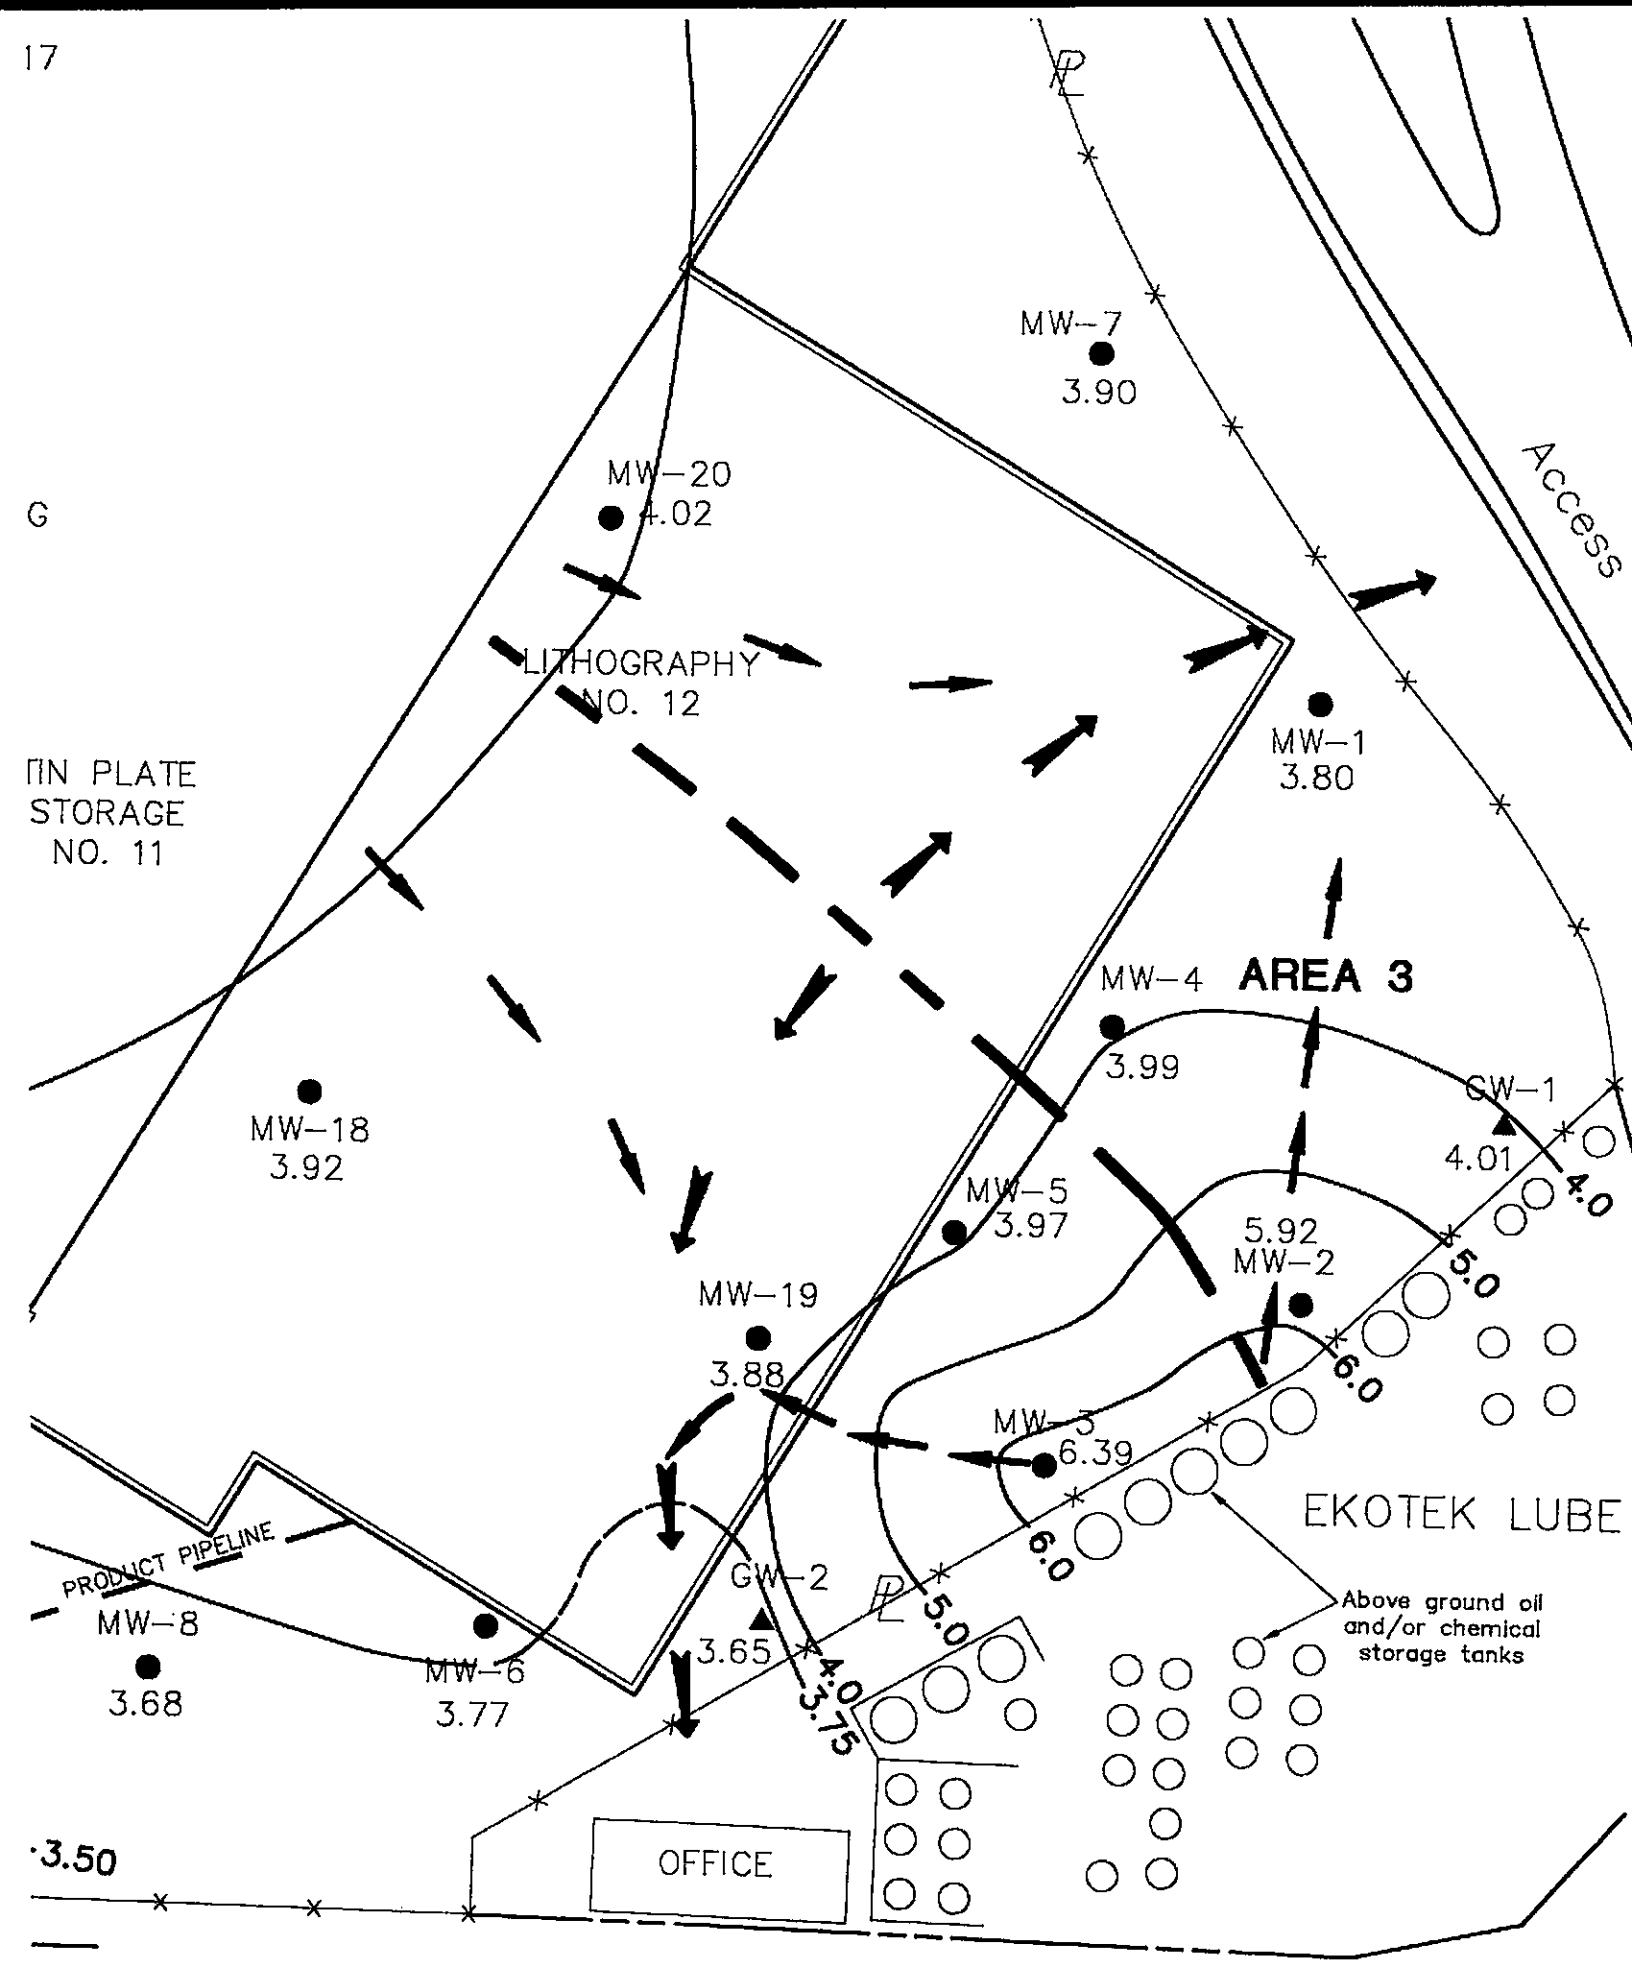 17
PL
MW-7
3.90
Access
MW-20
4.02
G
LITHOGRAPHY
NO. 12
MW-1
3.80
TIN PLATE
STORAGE
NO. 11
MW-4
AREA 3
3.99
GW-1
4.01
4.0
MW-18
3.92
MW-5
3.97
5.92
MW-2
5.0
MW-19
3.88
6.0
MW-3
6.39
EKOTEK LUBE
6.0
PRODUCT PIPELINE
MW-8
3.68
MW-6
3.77
GW-2
3.65
PL
5.0
4.0
3.75
Above ground oil
and/or chemical
storage tanks
3.50
OFFICE